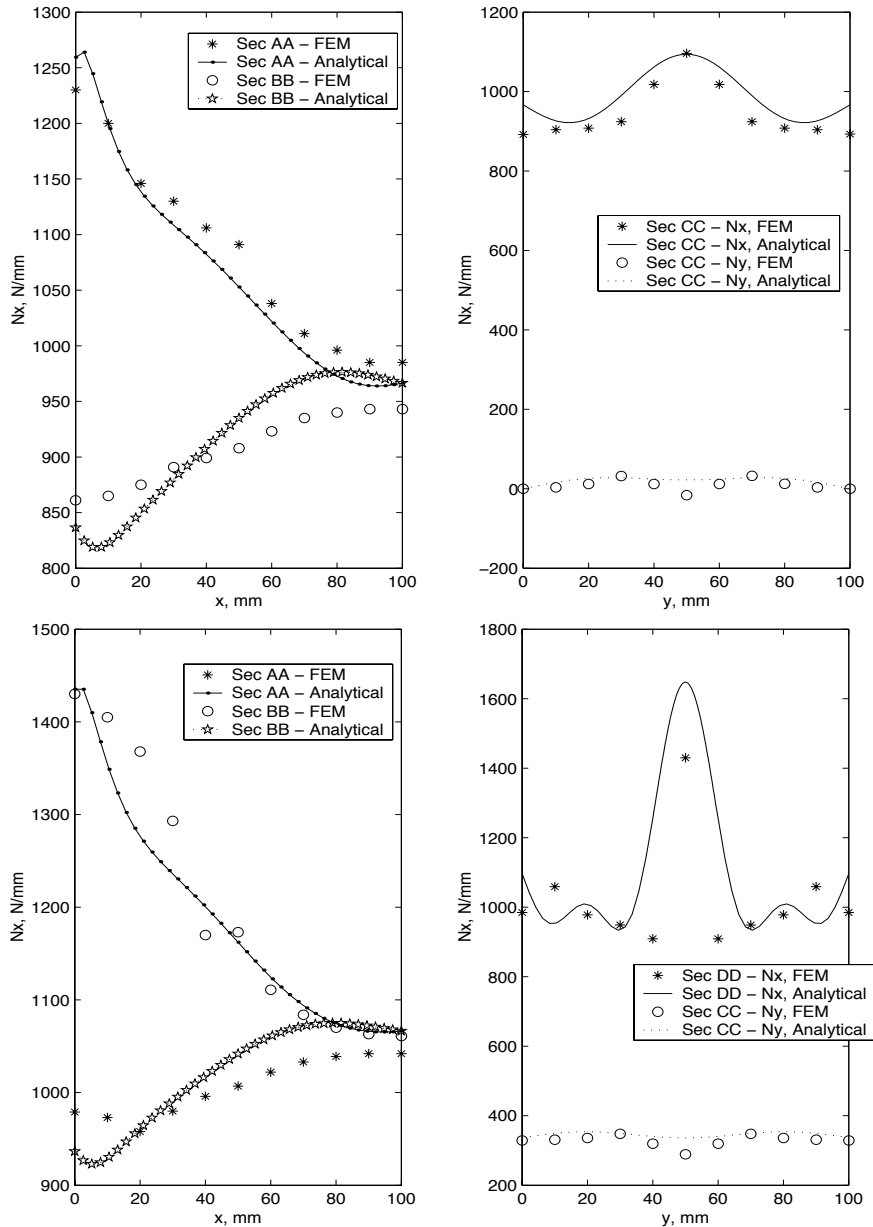 1300
1250
1200
1150
1100
1050
1000
950
900
850
800
Nx, N/mm
0 20 40 60 80 100
x, mm
Sec AA − FEM
Sec AA − Analytical
Sec BB − FEM
Sec BB − Analytical
1200
1000
800
600
400
200
0
−200
Nx, N/mm
0 20 40 60 80 100
y, mm
Sec CC − Nx, FEM
Sec CC − Nx, Analytical
Sec CC − Ny, FEM
Sec CC − Ny, Analytical
1500
1400
1300
1200
1100
1000
900
Nx, N/mm
0 20 40 60 80 100
x, mm
Sec AA − FEM
Sec AA − Analytical
Sec BB − FEM
Sec BB − Analytical
1800
1600
1400
1200
1000
800
600
400
200
Nx, N/mm
0 20 40 60 80 100
y, mm
Sec DD − Nx, FEM
Sec DD − Nx, Analytical
Sec CC − Ny, FEM
Sec CC − Ny, Analytical